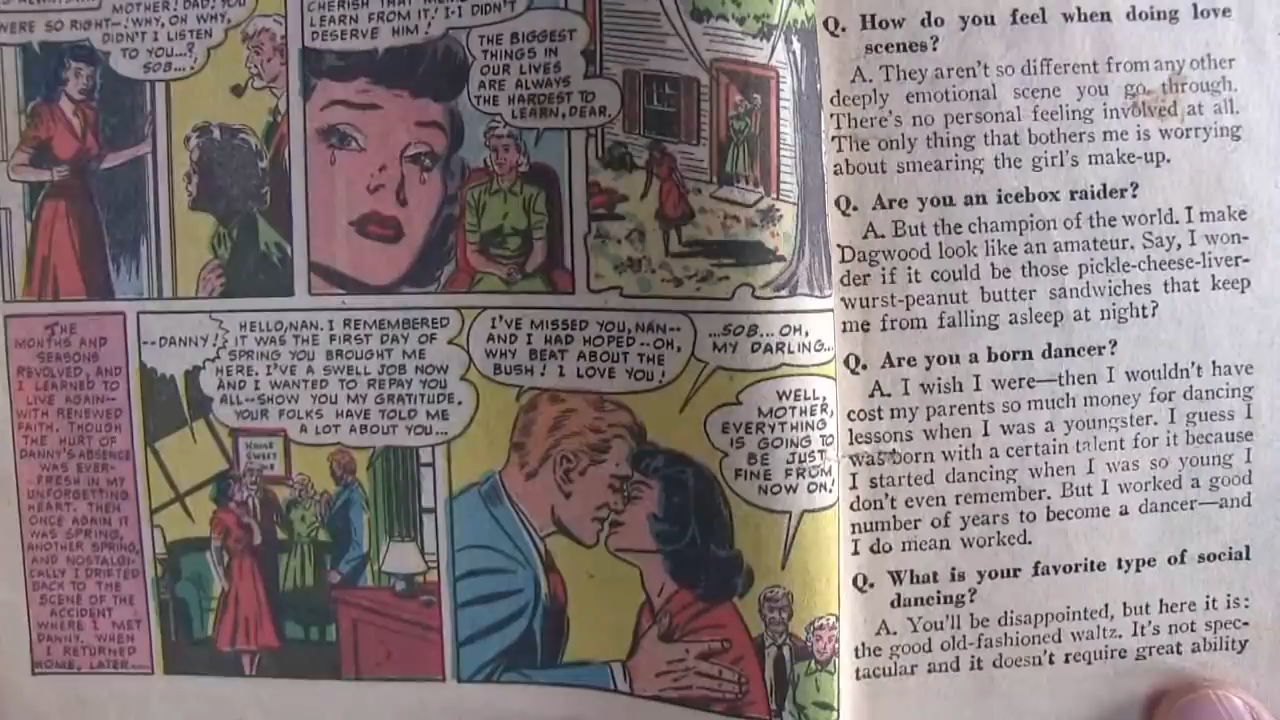 MOTHER! DAD! YOU
WERE SO RIGHT--! WHY, OH WHY,
DIDN'T I LISTEN
TO YOU...?
SOB...!
CHERISH THAT
LEARN FROM IT! I-I DIDN'T
DESERVE HIM!
THE BIGGEST
THINGS IN
OUR LIVES
ARE ALWAYS
THE HARDEST TO
LEARN, DEAR.
THE
MONTHS AND
SEASONS
REVOLVED, AND
I LEARNED TO
LIVE AGAIN--
WITH RENEWED
FAITH. THOUGH
THE HURT OF
DANNY'S ABSENCE
WAS EVER-
FRESH IN MY
UNFORGETTING
HEART. THEN
ONCE AGAIN IT
WAS SPRING,
ANOTHER SPRING,
AND NOSTALGI-
CALLY I DRIFTED
BACK TO THE
SCENE OF THE
ACCIDENT
WHERE I MET
DANNY. WHEN
I RETURNED
HOME, LATER...
--DANNY!
HELLO, NAN. I REMEMBERED
IT WAS THE FIRST DAY OF
SPRING YOU BROUGHT ME
HERE. I'VE A SWELL JOB NOW
AND I WANTED TO REPAY YOU
ALL--SHOW YOU MY GRATITUDE.
YOUR FOLKS HAVE TOLD ME
A LOT ABOUT YOU...
HOME
SWEET
HOME
I'VE MISSED YOU, NAN--
AND I HAD HOPED--OH,
WHY BEAT ABOUT THE
BUSH! I LOVE YOU!
...SOB... OH,
MY DARLING...
WELL,
MOTHER,
EVERYTHING
IS GOING TO
BE JUST
FINE FROM
NOW ON!
Q. How do you feel when doing love
scenes?
A. They aren't so different from any other
deeply emotional scene you go through.
There's no personal feeling involved at all.
The only thing that bothers me is worrying
about smearing the girl's make-up.
Q. Are you an icebox raider?
A. But the champion of the world. I make
Dagwood look like an amateur. Say, I won-
der if it could be those pickle-cheese-liver-
wurst-peanut butter sandwiches that keep
me from falling asleep at night?
Q. Are you a born dancer?
A. I wish I were—then I wouldn't have
cost my parents so much money for dancing
lessons when I was a youngster. I guess I
was born with a certain talent for it because
I started dancing when I was so young I
don't even remember. But I worked a good
number of years to become a dancer—and
I do mean worked.
Q. What is your favorite type of social
dancing?
A. You'll be disappointed, but here it is:
the good old-fashioned waltz. It's not spec-
tacular and it doesn't require great ability